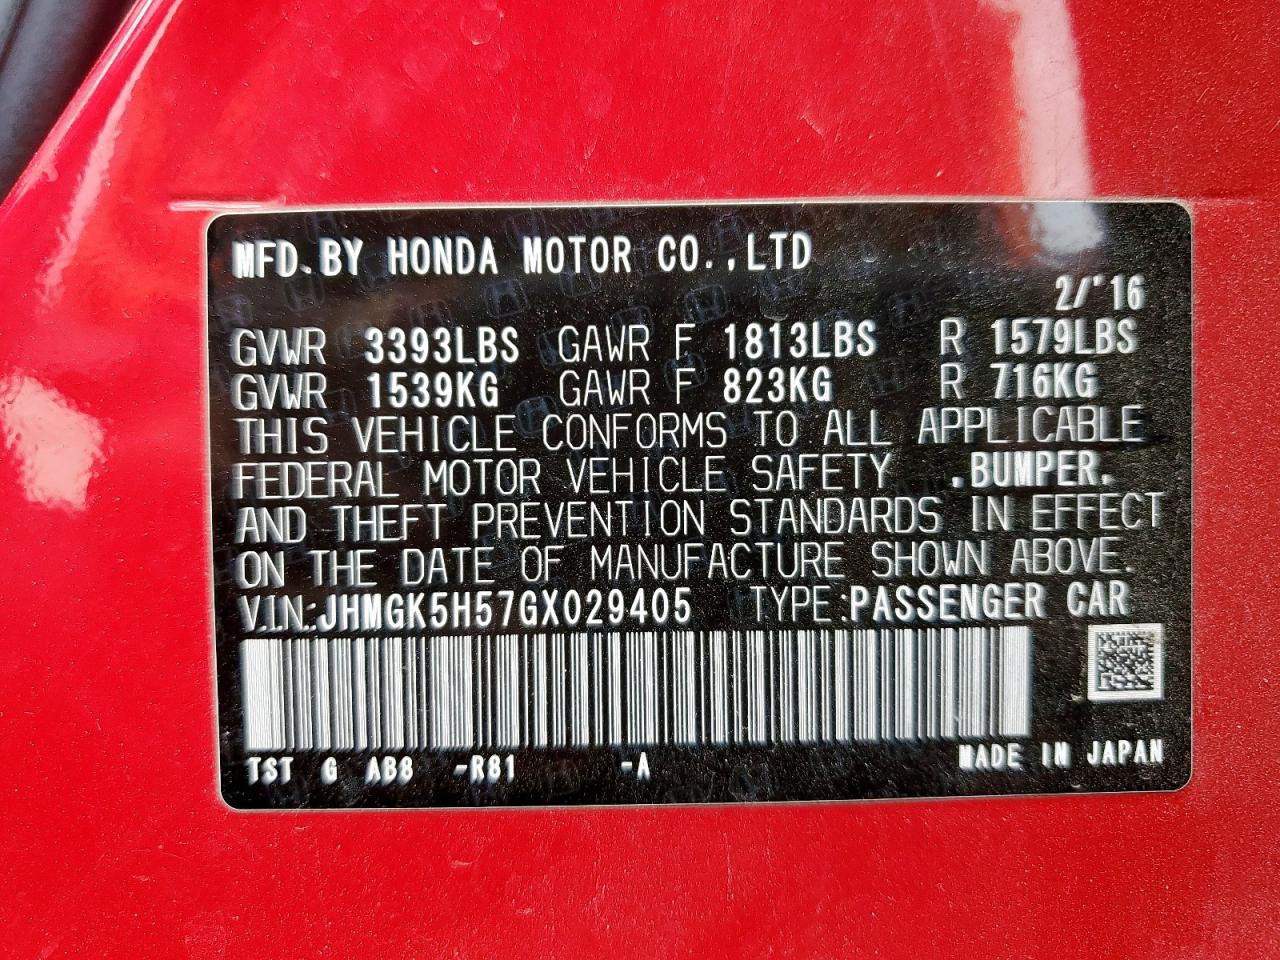 MFD.BY HONDA MOTOR CO.,LTD
2/'16
GVWR 3393LBS GAWR F 1813LBS R 1579LBS
GVWR 1539KG GAWR F 823KG R 716KG
THIS VEHICLE CONFORMS TO ALL APPLICABLE
FEDERAL MOTOR VEHICLE SAFETY .BUMPER.
AND THEFT PREVENTION STANDARDS IN EFFECT
ON THE DATE OF MANUFACTURE SHOWN ABOVE.
V.I.N.:JHMGK5H57GX029405 TYPE:PASSENGER CAR
TST G AB8 -R81 -A MADE IN JAPAN